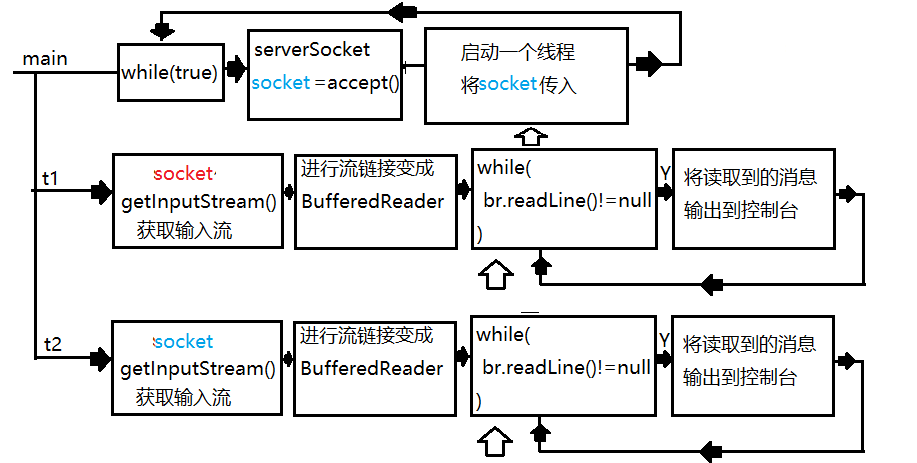 main
while(true)
serverSocket
socket =accept()
启动一个线程
将socket传入
t1
socket
getInputStream()
获取输入流
进行流链接变成
BufferedReader
while(
br.readLine()!=null
)
Y
将读取到的消息
输出到控制台
t2
socket
getInputStream()
获取输入流
进行流链接变成
BufferedReader
while(
br.readLine()!=null
)
Y
将读取到的消息
输出到控制台